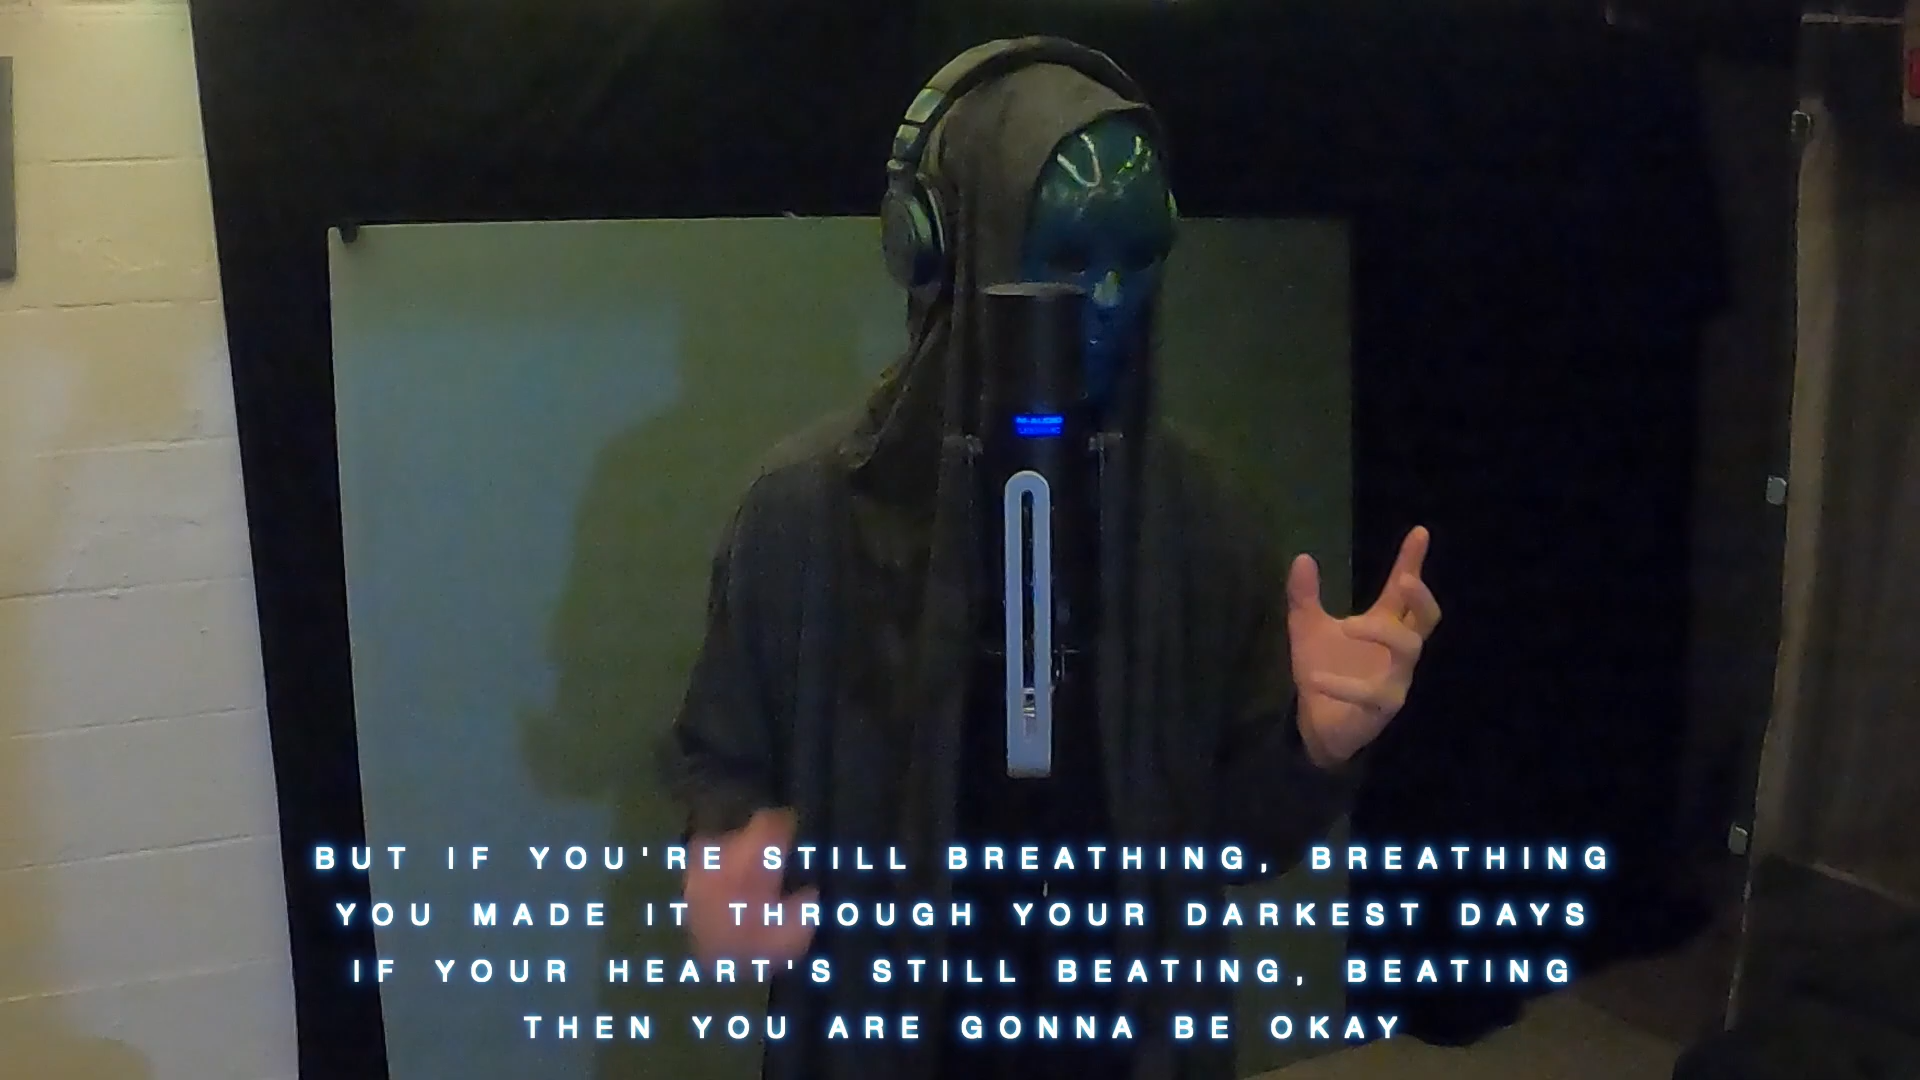 M-AUDIO
BUT IF YOU'RE STILL BREATHING, BREATHING
YOU MADE IT THROUGH YOUR DARKEST DAYS
IF YOUR HEART'S STILL BEATING, BEATING
THEN YOU ARE GONNA BE OKAY